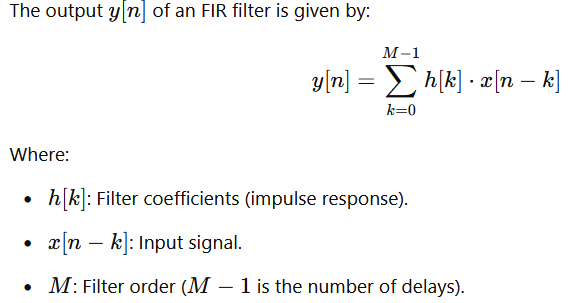 The output y[n] of an FIR filter is given by:
M−1
y[n] = ∑ h[k] · x[n − k]
k=0
Where:
• h[k]: Filter coefficients (impulse response).
• x[n − k]: Input signal.
• M: Filter order (M − 1 is the number of delays).